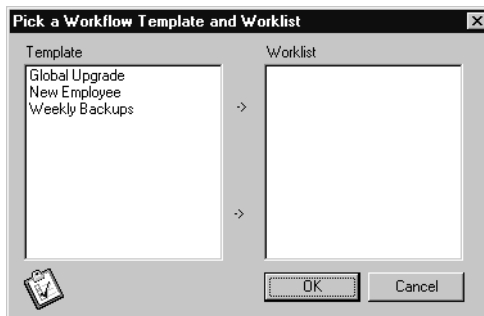 Pick a Workflow Template and Worklist
Template
Worklist
Global Upgrade
New Employee
Weekly Backups
->
->
OK
Cancel